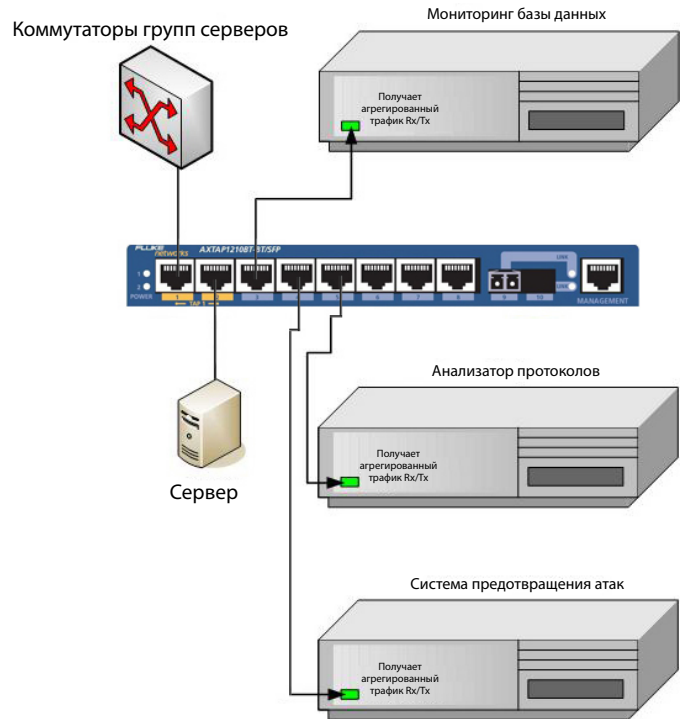 Мониторинг базы данных
Коммутаторы групп серверов
Получает
агрегированный
трафик Rx/Tx
FLUKE
networks
AXTAP12108T-BT/SFP
LINK
1
2
LINK
POWER
1
2
3
4
5
6
7
8
9
10
MANAGEMENT
← TAP 1 →
Анализатор протоколов
Получает
агрегированный
трафик Rx/Tx
Сервер
Система предотвращения атак
Получает
агрегированный
трафик Rx/Tx